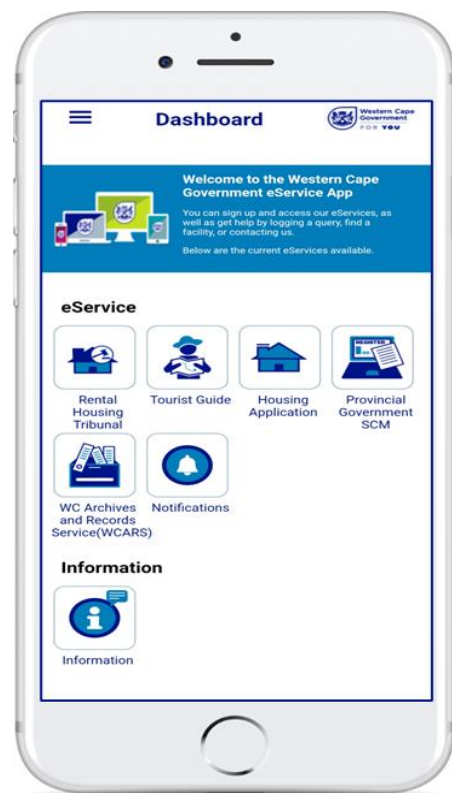 Dashboard
Western Cape
Government
FOR YOU
Welcome to the Western Cape
Government eService App
You can sign up and access our eServices, as
well as get help by logging a query, find a
facility, or contacting us.
Below are the current eServices available.
eService
REGISTER
Rental
Housing
Tribunal
Tourist Guide
Housing
Application
Provincial
Government
SCM
WC Archives
and Records
Service(WCARS)
Notifications
Information
Information